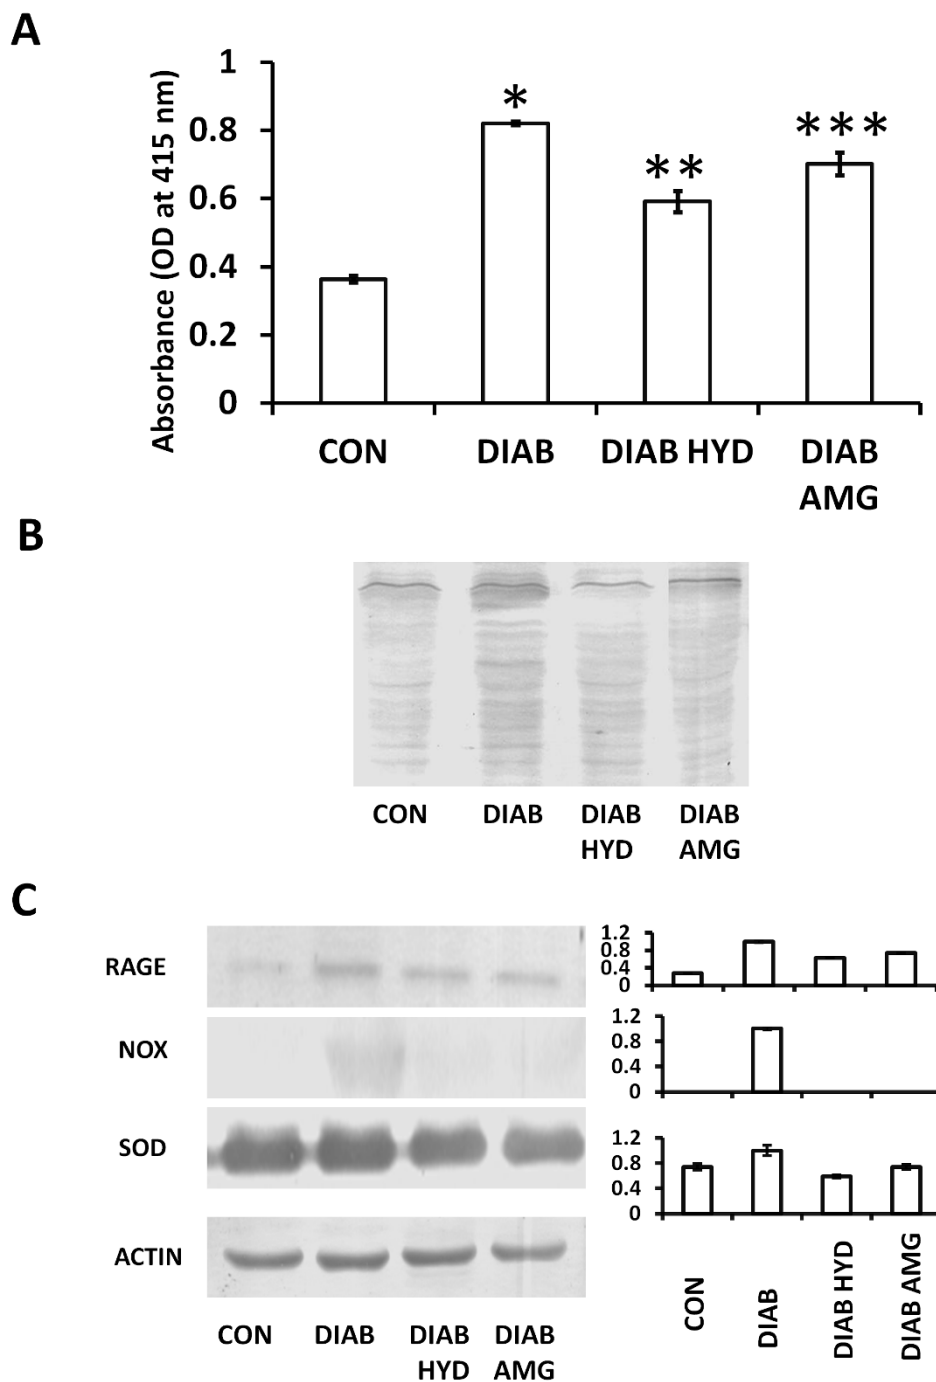 A
Absorbance (OD at 415 nm)
1
0.8
0.6
0.4
0.2
0
*
**
***
CON
DIAB
DIAB HYD
DIAB
AMG
B
CON
DIAB
DIAB
HYD
DIAB
AMG
C
RAGE
NOX
SOD
ACTIN
CON
DIAB
DIAB
HYD
DIAB
AMG
1.2
0.8
0.4
0
1.2
0.8
0.4
0
1.2
0.8
0.4
0
CON
DIAB
DIAB HYD
DIAB AMG